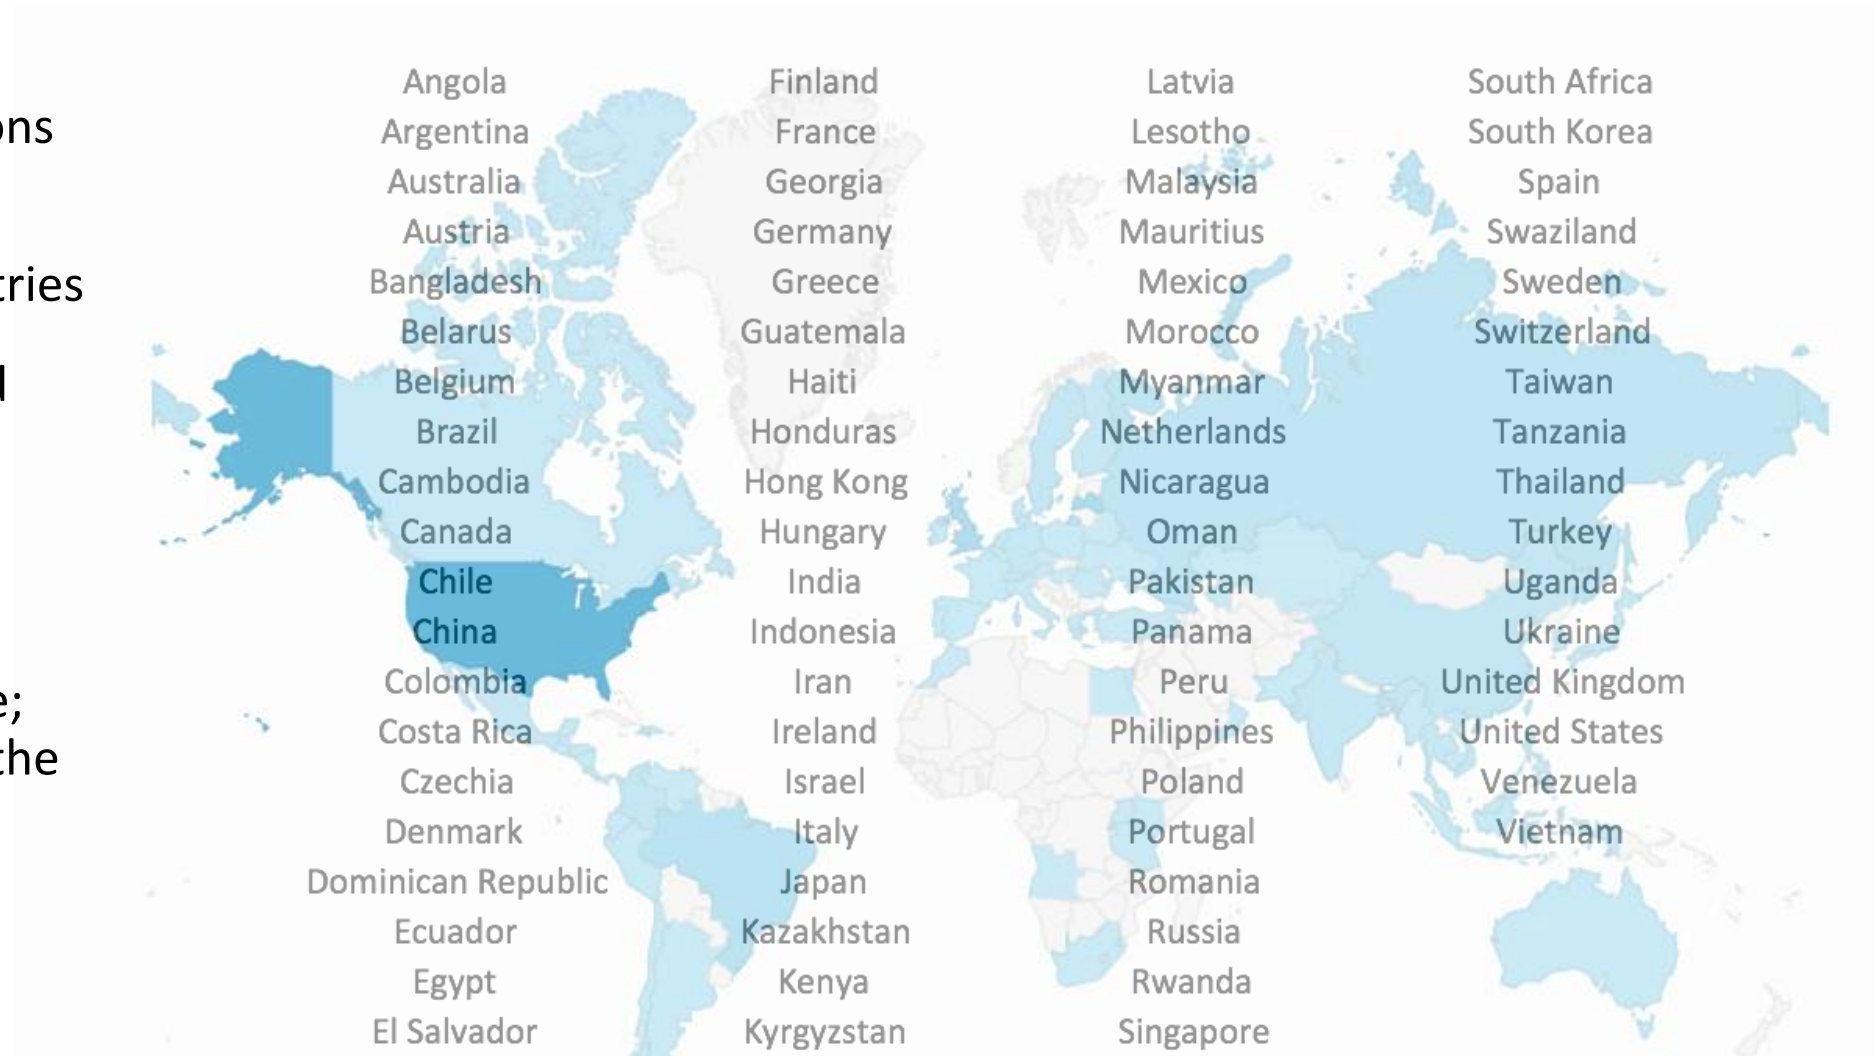 ons
tries
d
e;
the
Angola
Argentina
Australia
Austria
Bangladesh
Belarus
Belgium
Brazil
Cambodia
Canada
Chile
China
Colombia
Costa Rica
Czechia
Denmark
Dominican Republic
Ecuador
Egypt
El Salvador
Finland
France
Georgia
Germany
Greece
Guatemala
Haiti
Honduras
Hong Kong
Hungary
India
Indonesia
Iran
Ireland
Israel
Italy
Japan
Kazakhstan
Kenya
Kyrgyzstan
Latvia
Lesotho
Malaysia
Mauritius
Mexico
Morocco
Myanmar
Netherlands
Nicaragua
Oman
Pakistan
Panama
Peru
Philippines
Poland
Portugal
Romania
Russia
Rwanda
Singapore
South Africa
South Korea
Spain
Swaziland
Sweden
Switzerland
Taiwan
Tanzania
Thailand
Turkey
Uganda
Ukraine
United Kingdom
United States
Venezuela
Vietnam